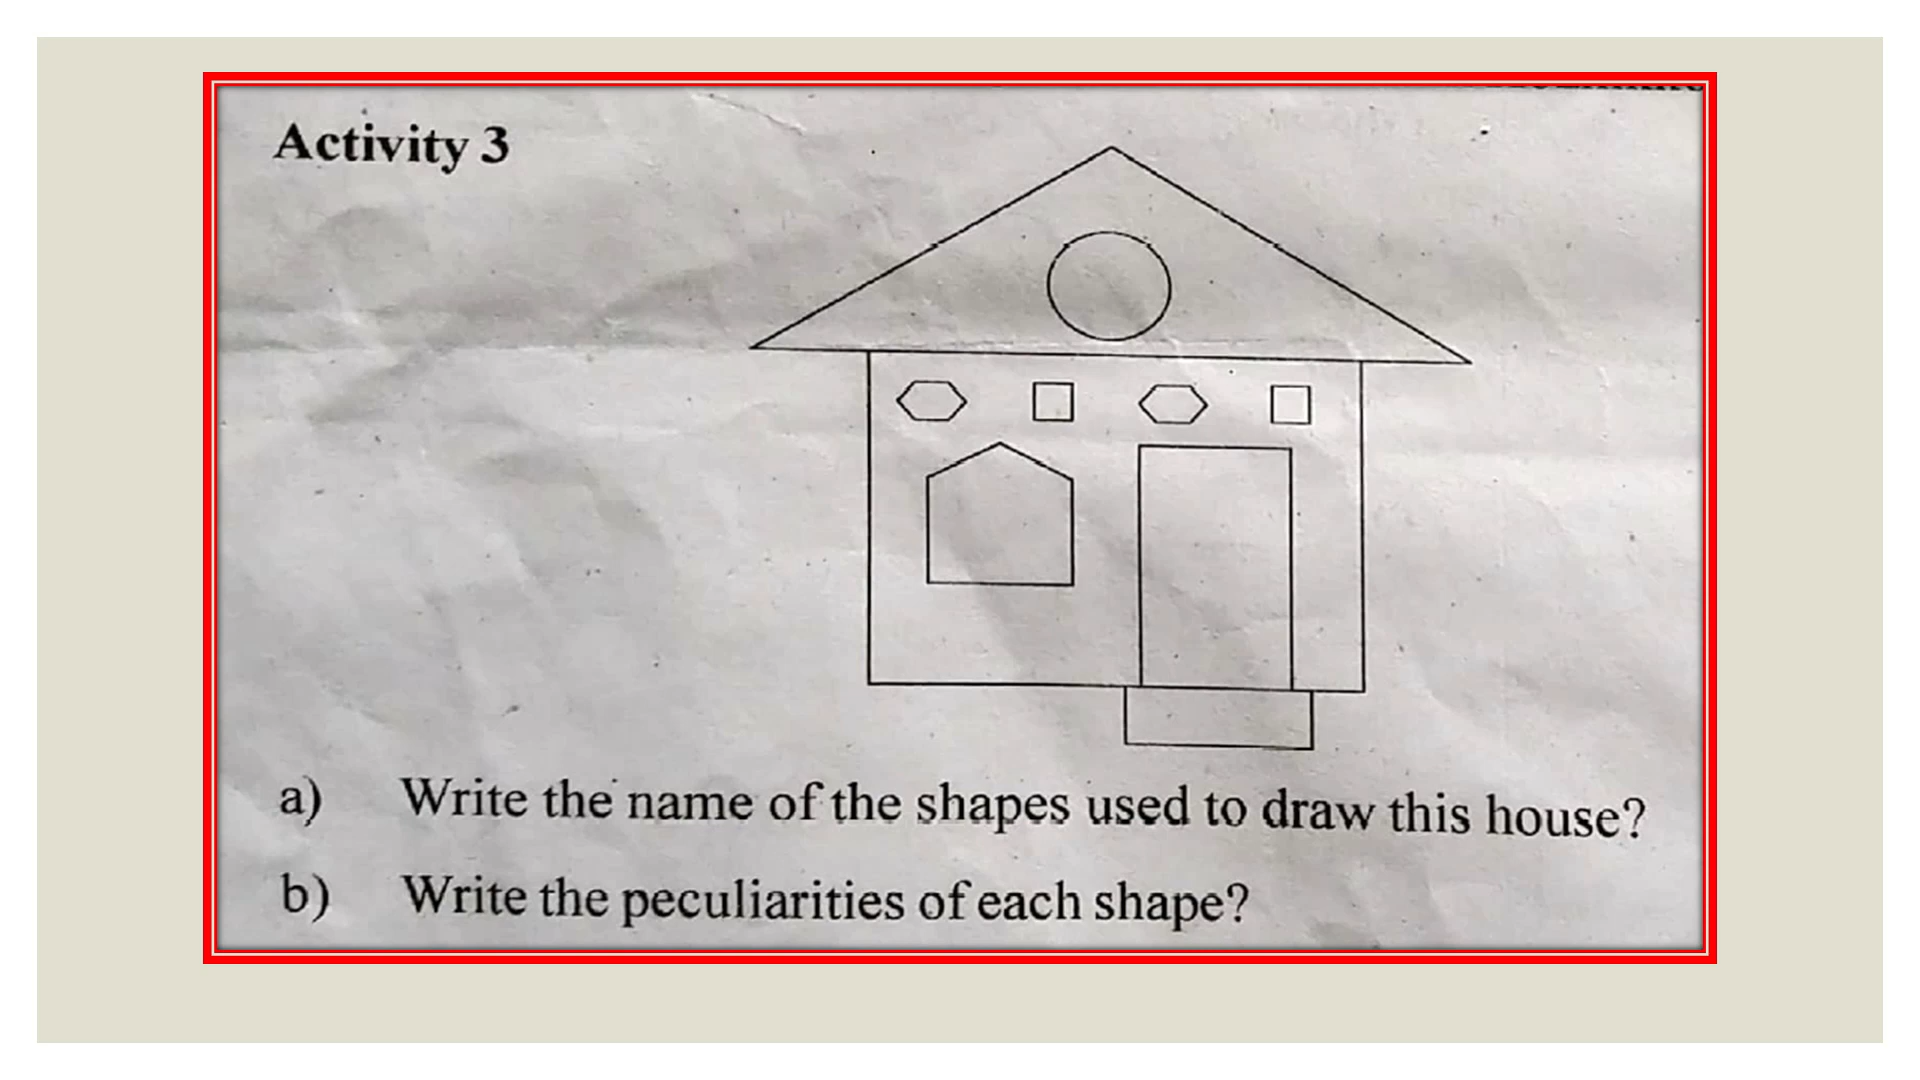 Activity 3
a) Write the name of the shapes used to draw this house?
b) Write the peculiarities of each shape?